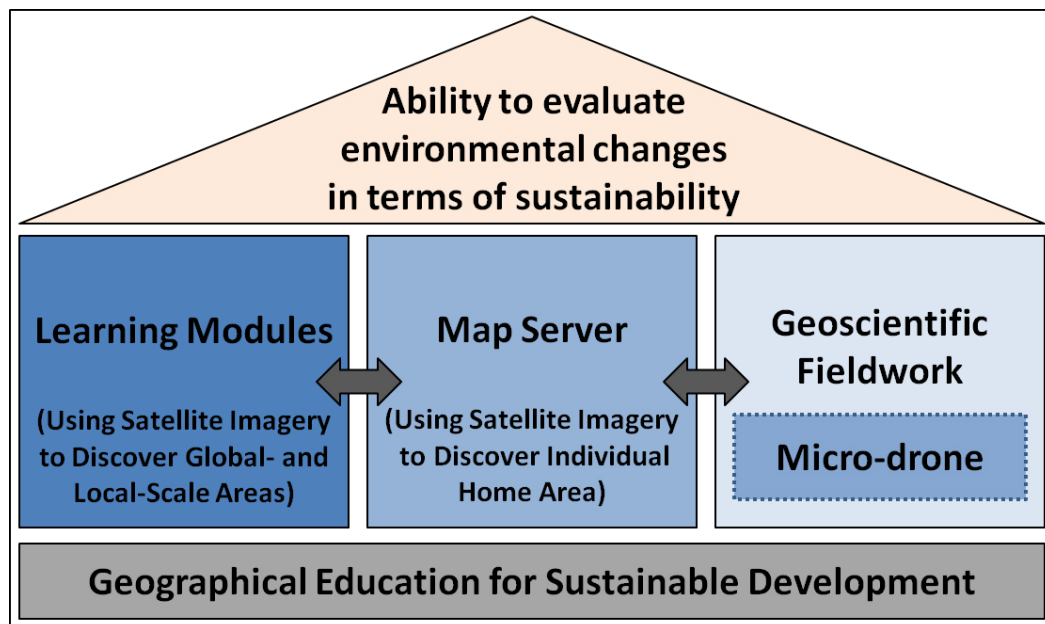 Ability to evaluate
environmental changes
in terms of sustainability
Learning Modules
(Using Satellite Imagery
to Discover Global- and
Local-Scale Areas)
Map Server
(Using Satellite Imagery
to Discover Individual
Home Area)
Geoscientific
Fieldwork
Micro-drone
Geographical Education for Sustainable Development